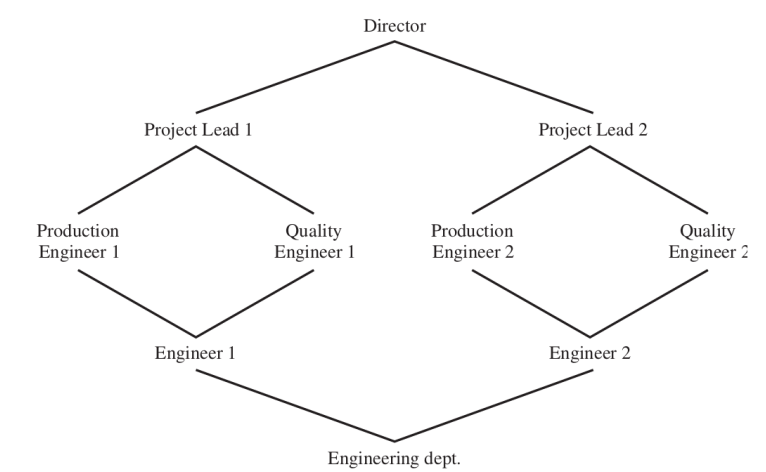 Director
Project Lead 1
Project Lead 2
Production
Engineer 1
Quality
Engineer 1
Production
Engineer 2
Quality
Engineer 2
Engineer 1
Engineer 2
Engineering dept.